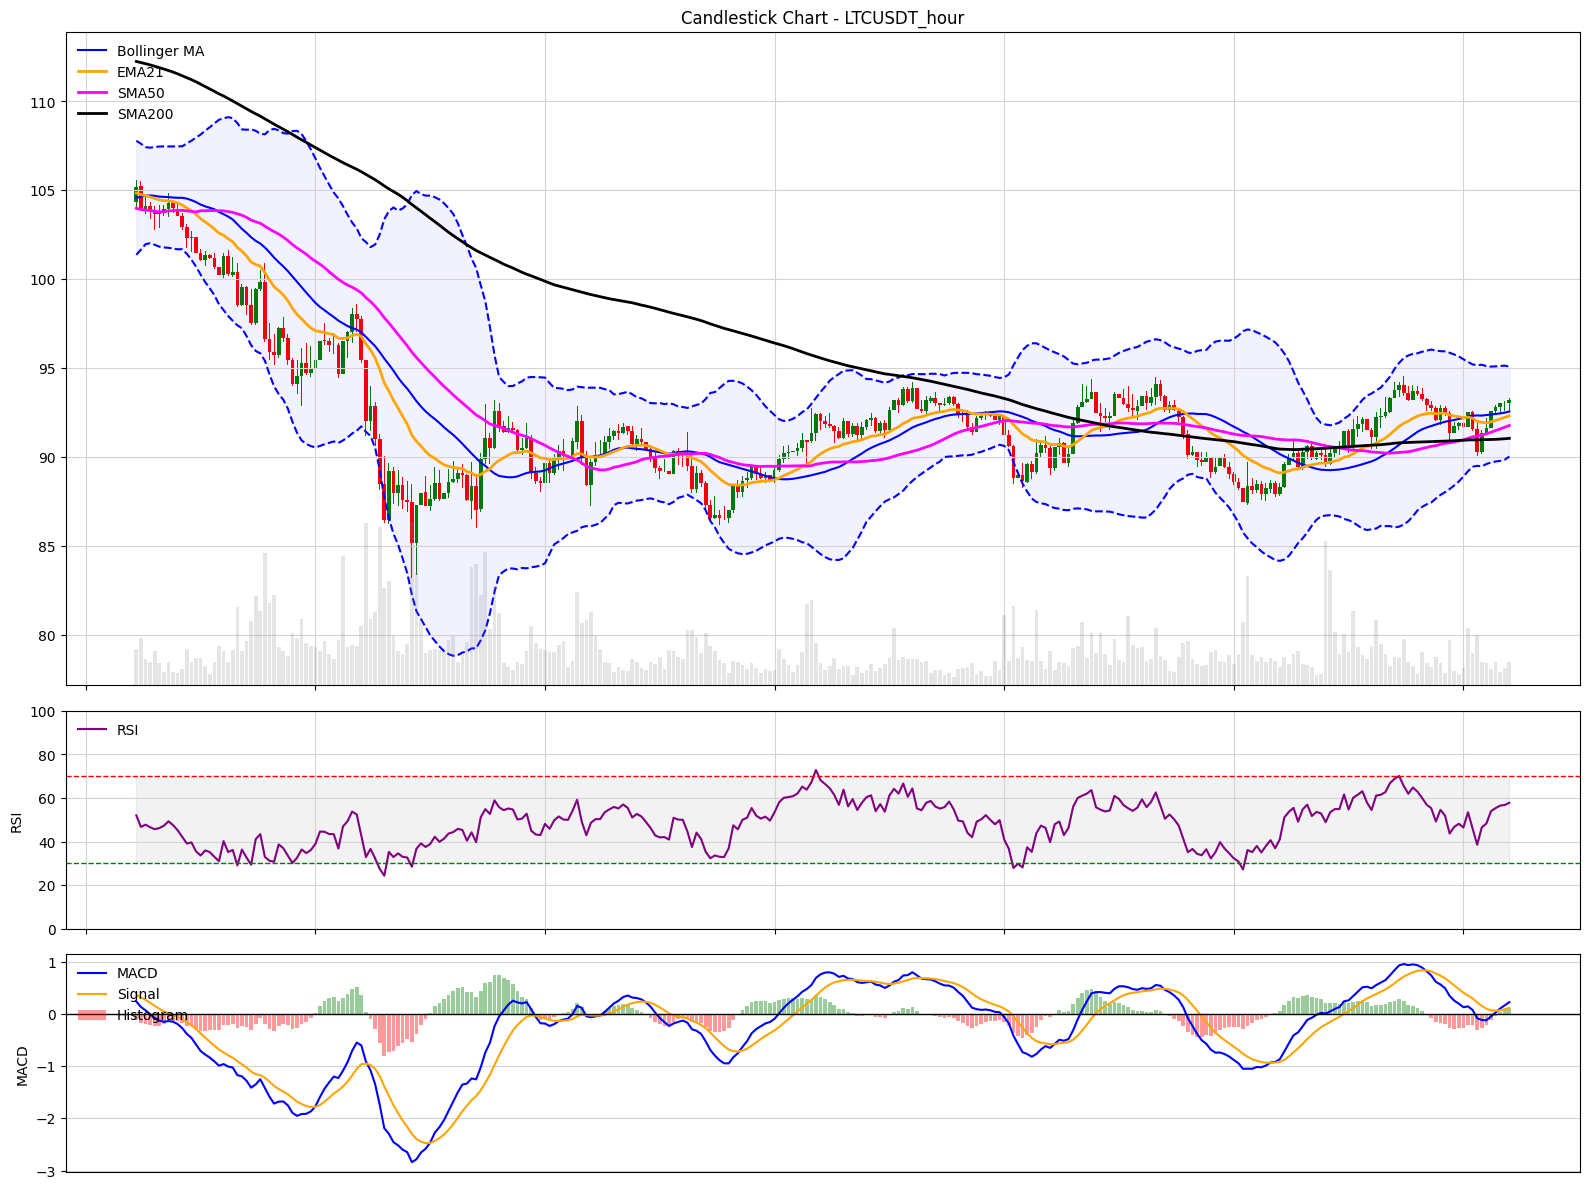 Candlestick Chart - LTCUSDT_hour
Bollinger MA
EMA21
SMA50
SMA200
110
105
100
95
90
85
80
RSI
100
80
60
40
20
0
RSI
MACD
Signal
Histogram
1
0
−1
−2
−3
MACD